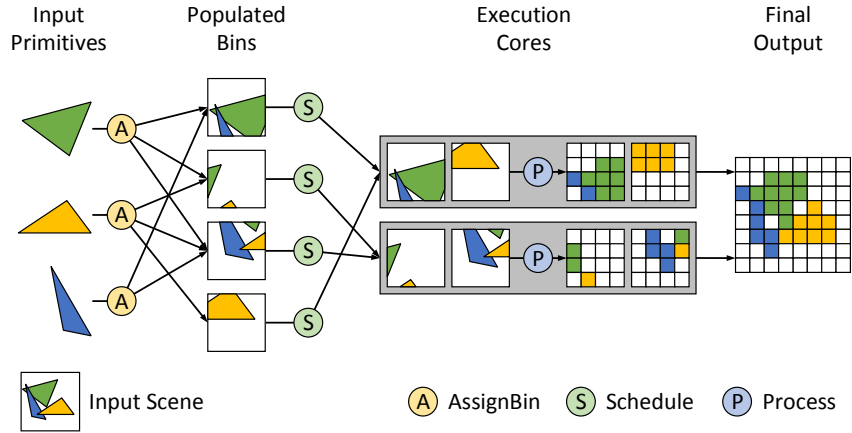 Input Primitives
Populated Bins
Execution Cores
Final Output
A
A
A
S
S
S
S
P
P
Input Scene
A AssignBin
S Schedule
P Process